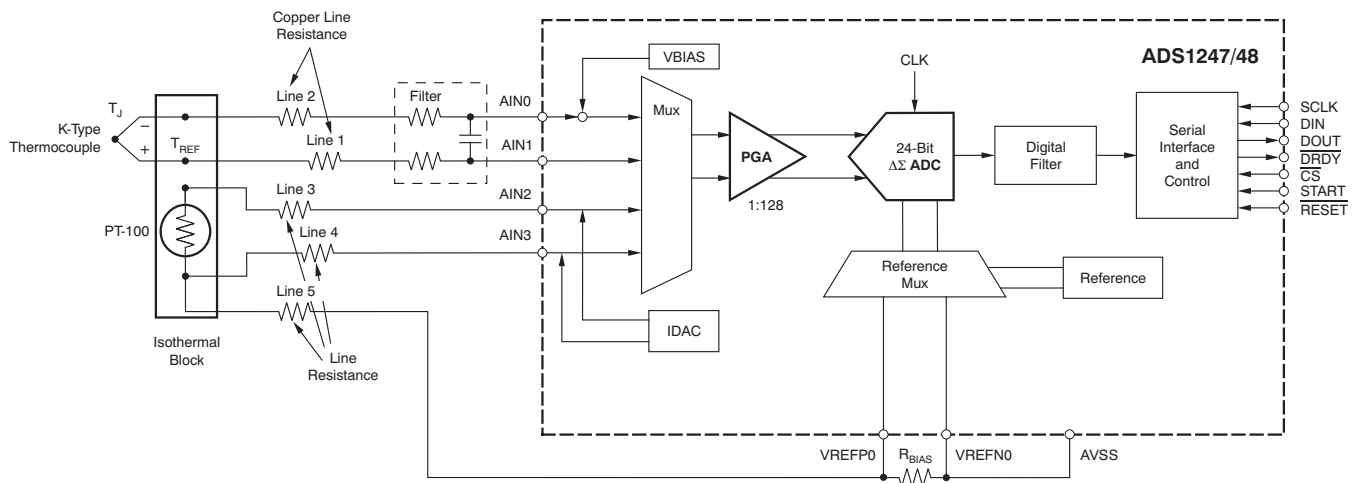 Copper Line
Resistance
ADS1247/48
VBIAS
CLK
Line 2
Filter
AIN0
Mux
T_J
−
K-Type
Thermocouple
+
T_REF
Line 1
AIN1
PGA
1:128
24-Bit
ΔΣ ADC
Digital
Filter
Serial
Interface
and
Control
SCLK
DIN
DOUT
DRDY
CS
START
RESET
Line 3
AIN2
PT-100
Line 4
AIN3
Line 5
Reference
Mux
Reference
IDAC
Isothermal
Block
Line
Resistance
VREFP0
R_BIAS
VREFN0
AVSS